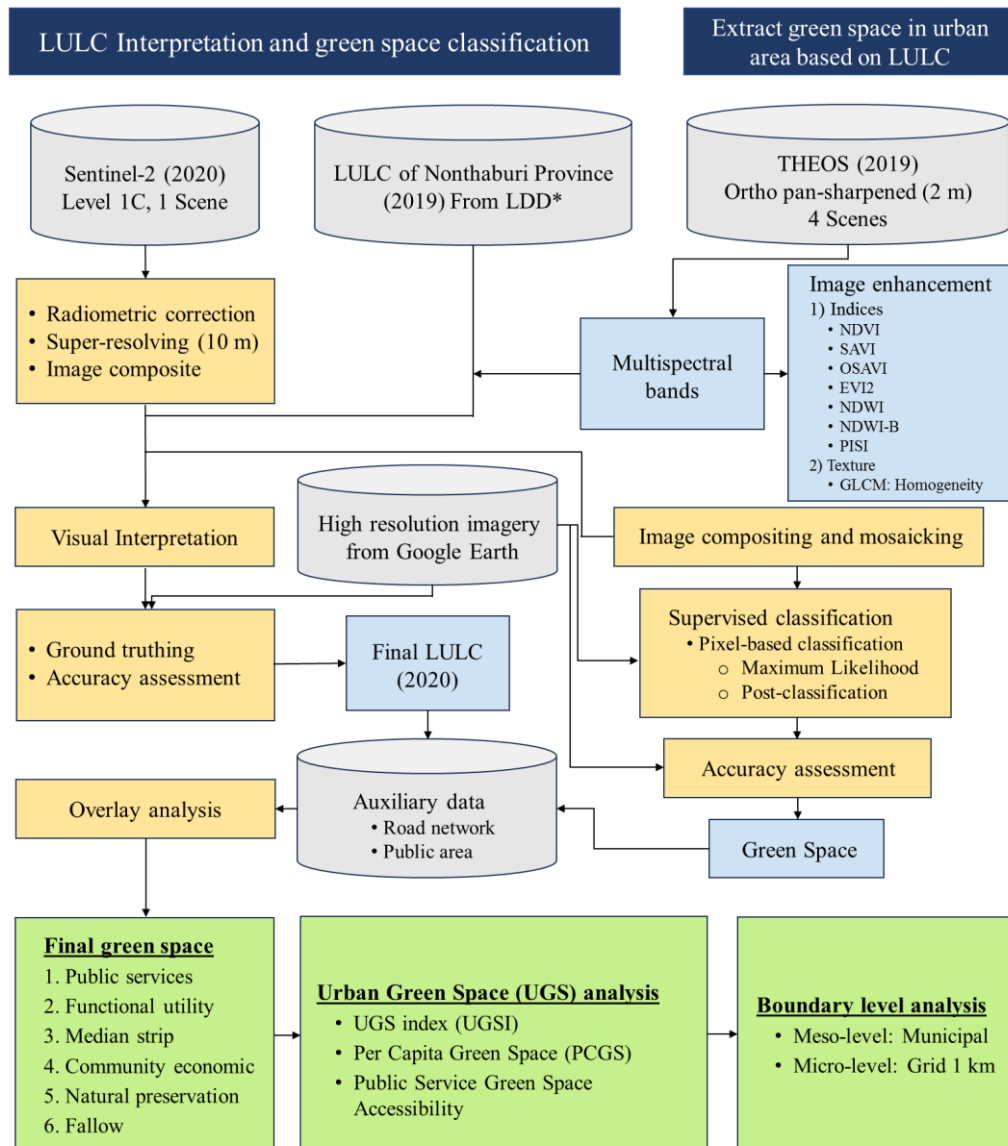 LULC Interpretation and green space classification
Extract green space in urban
area based on LULC
Sentinel-2 (2020)
Level 1C, 1 Scene
LULC of Nonthaburi Province
(2019) From LDD*
THEOS (2019)
Ortho pan-sharpened (2 m)
4 Scenes
• Radiometric correction
• Super-resolving (10 m)
• Image composite
Multispectral
bands
Image enhancement
1) Indices
• NDVI
• SAVI
• OSAVI
• EVI2
• NDWI
• NDWI-B
• PISI
2) Texture
• GLCM: Homogeneity
Visual Interpretation
High resolution imagery
from Google Earth
Image compositing and mosaicking
• Ground truthing
• Accuracy assessment
Final LULC
(2020)
Supervised classification
• Pixel-based classification
o Maximum Likelihood
o Post-classification
Accuracy assessment
Overlay analysis
Auxiliary data
• Road network
• Public area
Green Space
Final green space
1. Public services
2. Functional utility
3. Median strip
4. Community economic
5. Natural preservation
6. Fallow
Urban Green Space (UGS) analysis
• UGS index (UGSI)
• Per Capita Green Space (PCGS)
• Public Service Green Space
Accessibility
Boundary level analysis
• Meso-level: Municipal
• Micro-level: Grid 1 km